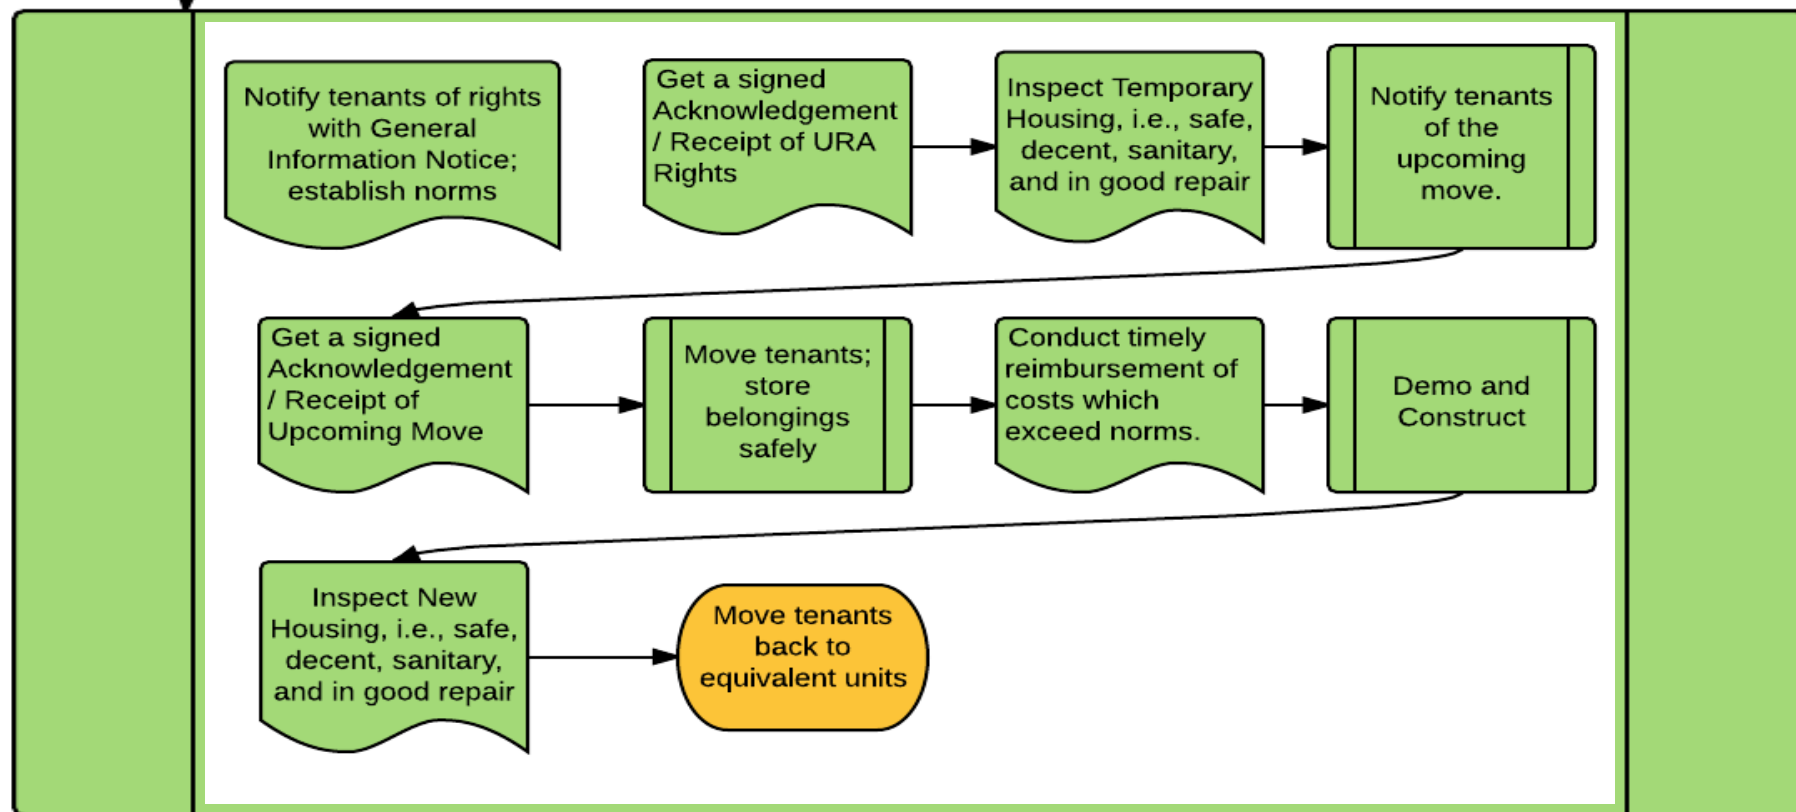 Notify tenants of rights
with General
Information Notice;
establish norms
Get a signed
Acknowledgement
/ Receipt of URA
Rights
Inspect Temporary
Housing, i.e., safe,
decent, sanitary,
and in good repair
Notify tenants
of the
upcoming
move.
Get a signed
Acknowledgement
/ Receipt of
Upcoming Move
Move tenants;
store
belongings
safely
Conduct timely
reimbursement of
costs which
exceed norms.
Demo and
Construct
Inspect New
Housing, i.e., safe,
decent, sanitary,
and in good repair
Move tenants
back to
equivalent units